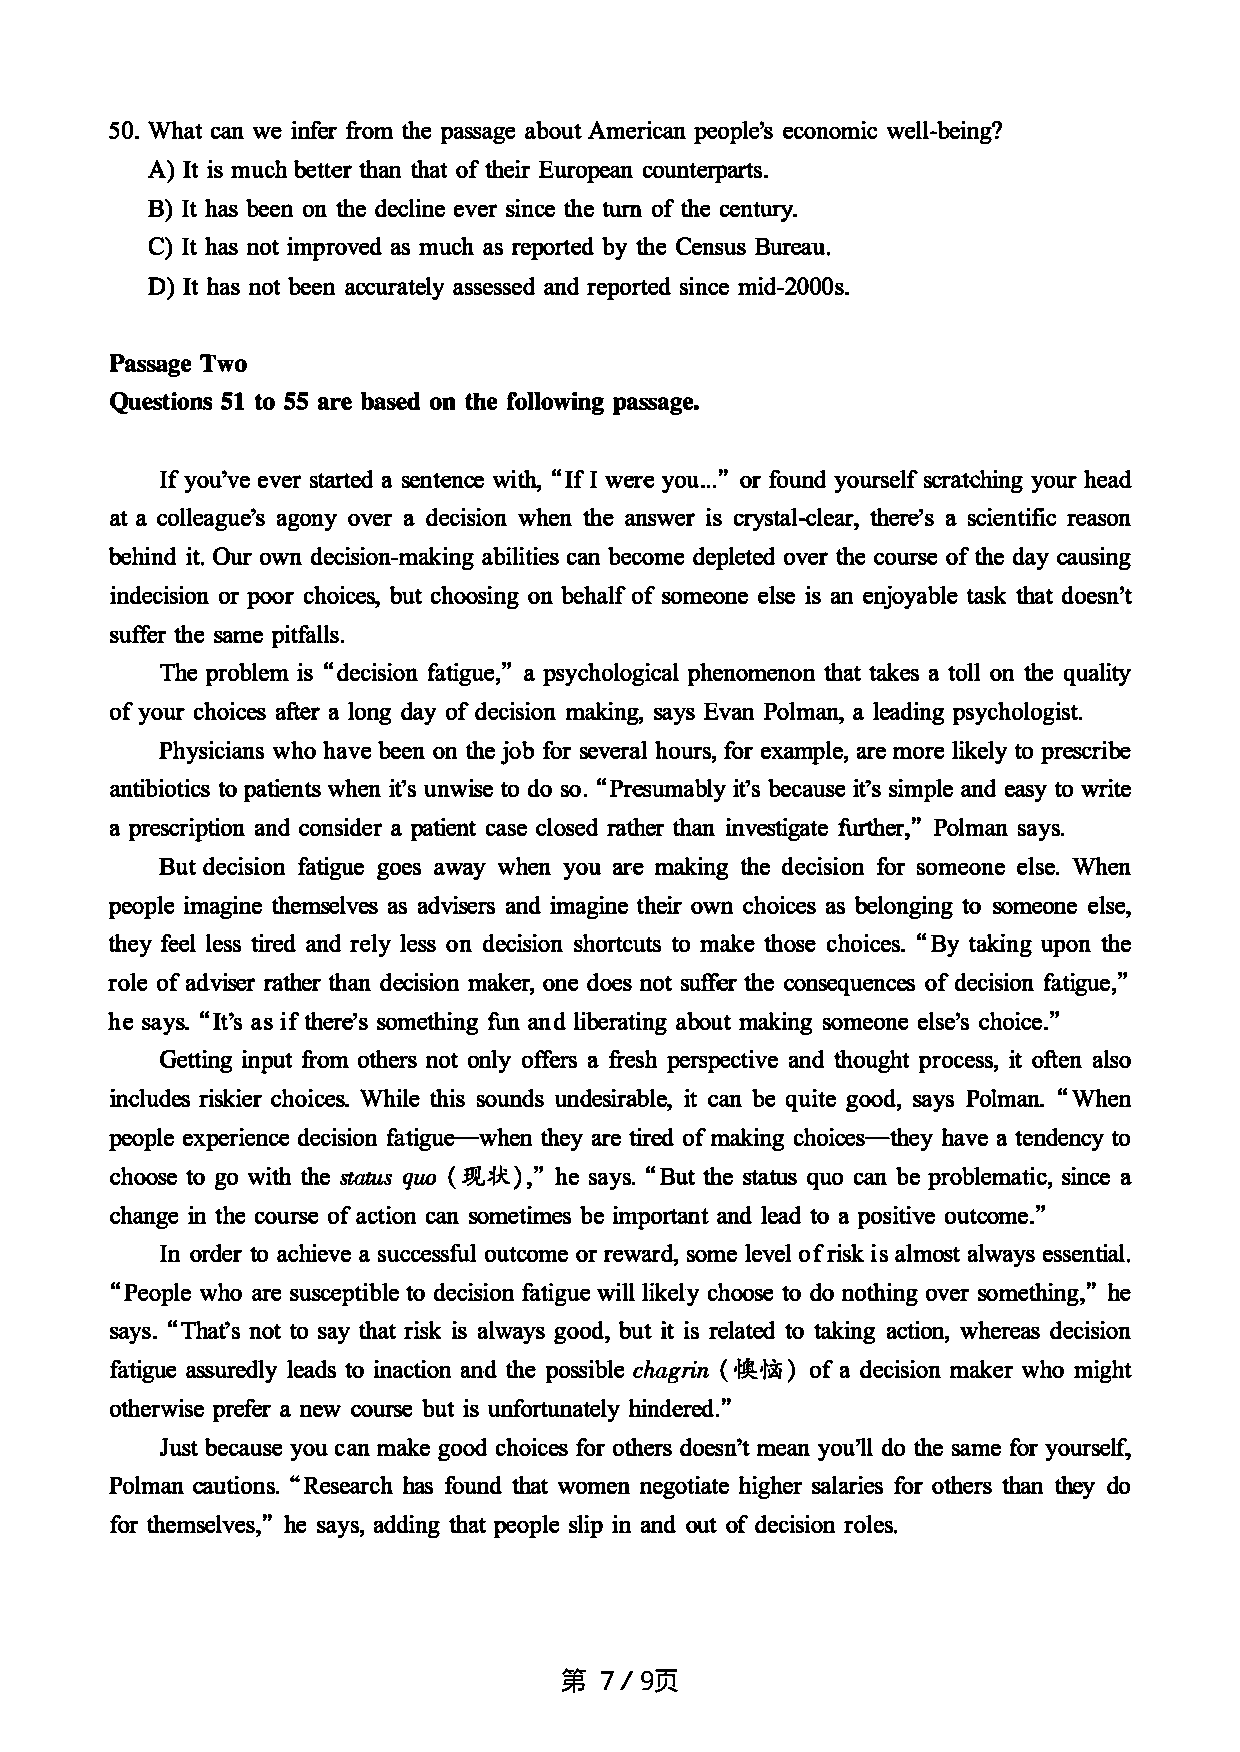 50. What can we infer from the passage about American people’s economic well-being?
A) It is much better than that of their European counterparts.
B) It has been on the decline ever since the turn of the century.
C) It has not improved as much as reported by the Census Bureau.
D) It has not been accurately assessed and reported since mid-2000s.
Passage Two
Questions 51 to 55 are based on the following passage.
If you’ve ever started a sentence with, “If I were you...” or found yourself scratching your head
at a colleague’s agony over a decision when the answer is crystal-clear, there’s a scientific reason
behind it. Our own decision-making abilities can become depleted over the course of the day causing
indecision or poor choices, but choosing on behalf of someone else is an enjoyable task that doesn’t
suffer the same pitfalls.
The problem is “decision fatigue,” a psychological phenomenon that takes a toll on the quality
of your choices after a long day of decision making, says Evan Polman, a leading psychologist.
Physicians who have been on the job for several hours, for example, are more likely to prescribe
antibiotics to patients when it’s unwise to do so. “Presumably it’s because it’s simple and easy to write
a prescription and consider a patient case closed rather than investigate further,” Polman says.
But decision fatigue goes away when you are making the decision for someone else. When
people imagine themselves as advisers and imagine their own choices as belonging to someone else,
they feel less tired and rely less on decision shortcuts to make those choices. “By taking upon the
role of adviser rather than decision maker, one does not suffer the consequences of decision fatigue,”
he says. “It’s as if there’s something fun and liberating about making someone else’s choice.”
Getting input from others not only offers a fresh perspective and thought process, it often also
includes riskier choices. While this sounds undesirable, it can be quite good, says Polman. “When
people experience decision fatigue—when they are tired of making choices—they have a tendency to
choose to go with the status quo (现状),” he says. “But the status quo can be problematic, since a
change in the course of action can sometimes be important and lead to a positive outcome.”
In order to achieve a successful outcome or reward, some level of risk is almost always essential.
“People who are susceptible to decision fatigue will likely choose to do nothing over something,” he
says. “That’s not to say that risk is always good, but it is related to taking action, whereas decision
fatigue assuredly leads to inaction and the possible chagrin (懊恼) of a decision maker who might
otherwise prefer a new course but is unfortunately hindered.”
Just because you can make good choices for others doesn’t mean you’ll do the same for yourself,
Polman cautions. “Research has found that women negotiate higher salaries for others than they do
for themselves,” he says, adding that people slip in and out of decision roles.
第 7 / 9页